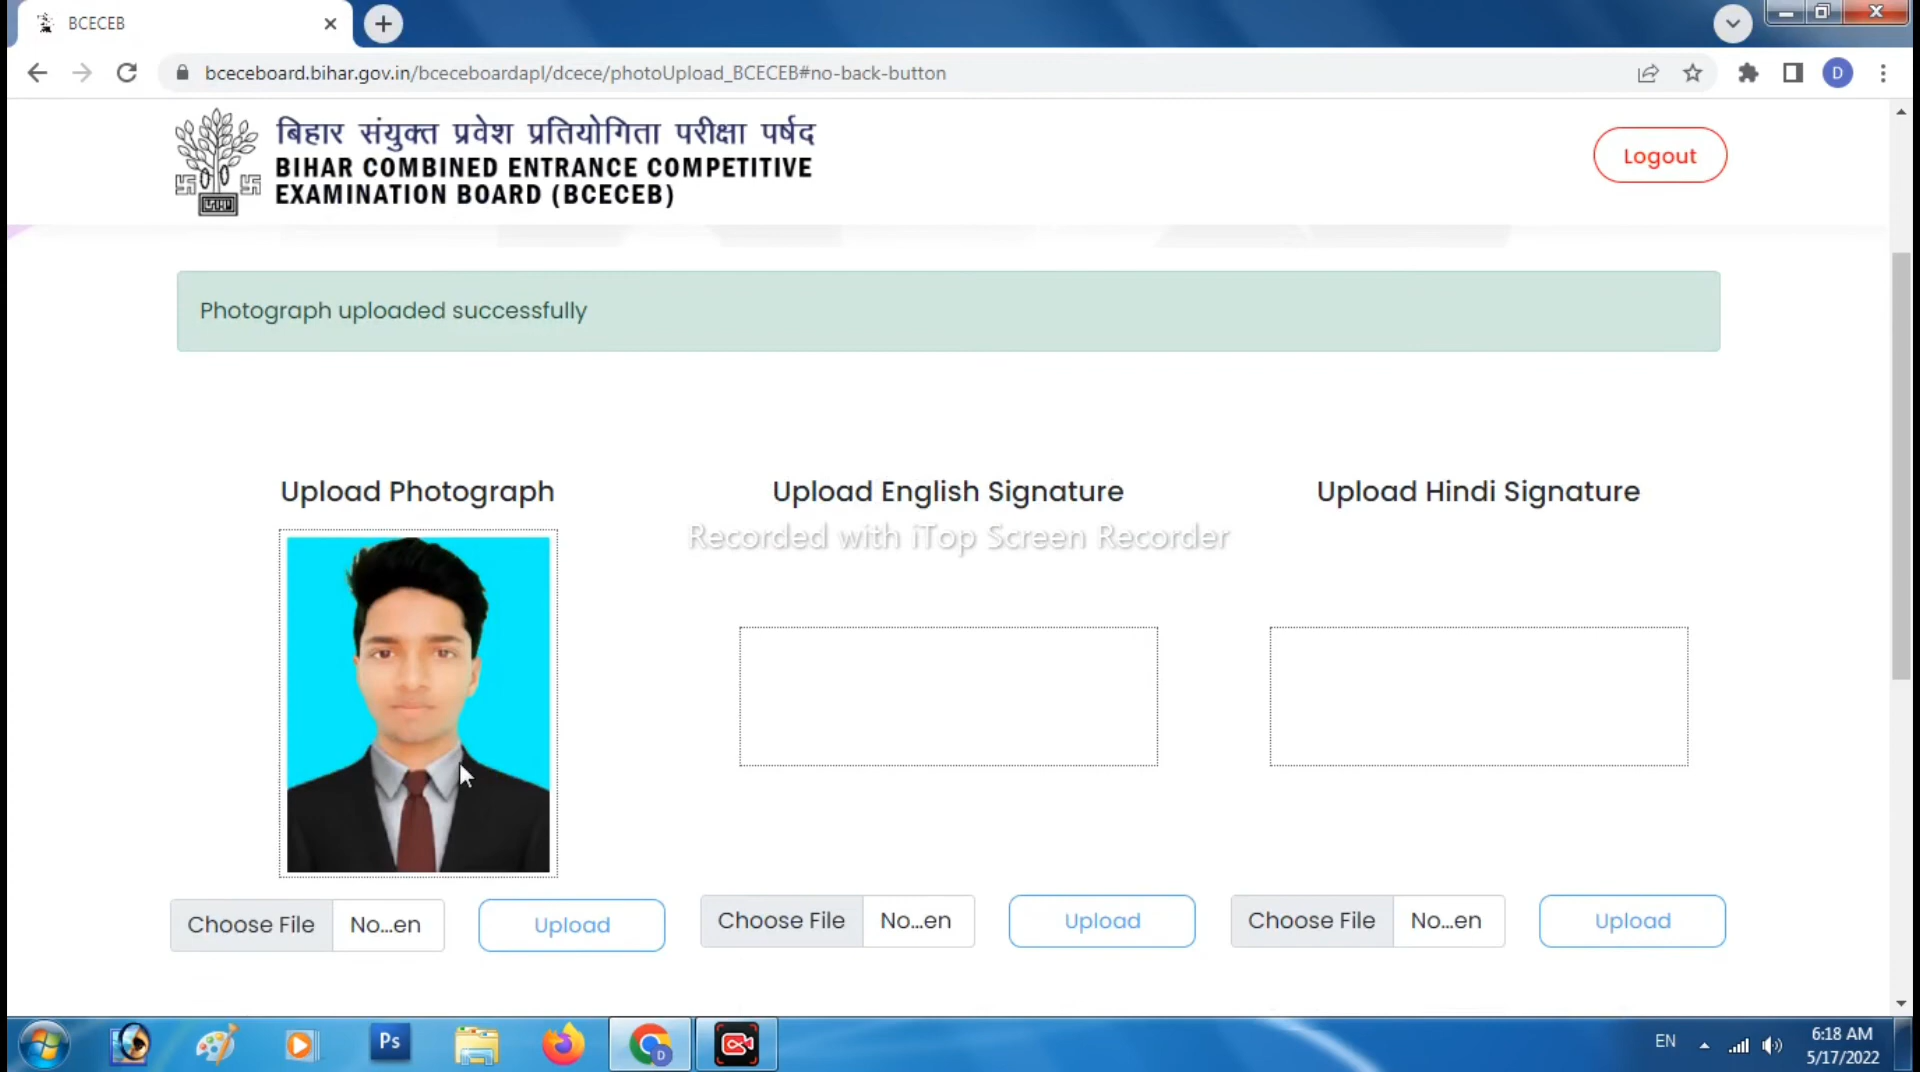 BCECEB
bceceboard.bihar.gov.in/bceceboardapl/dcece/photoUpload_BCECEB#no-back-button
D
बिहार संयुक्त प्रवेश प्रतियोगिता परीक्षा पर्षद
BIHAR COMBINED ENTRANCE COMPETITIVE
EXAMINATION BOARD (BCECEB)
Logout
Photograph uploaded successfully
Upload Photograph
Upload English Signature
Upload Hindi Signature
Recorded with iTop Screen Recorder
Choose File No...en Upload
Choose File No...en Upload
Choose File No...en Upload
Ps
D
EN
6:18 AM
5/17/2022